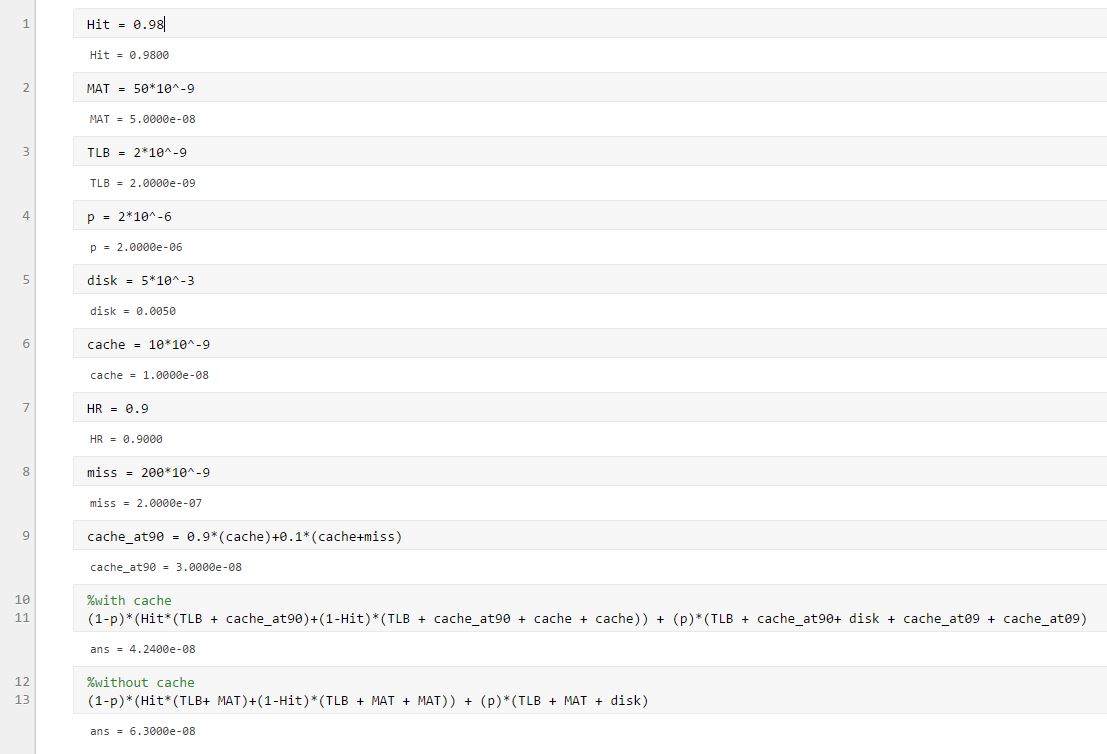 1 Hit = 0.98
Hit = 0.9800
2 MAT = 50*10^-9
MAT = 5.0000e-08
3 TLB = 2*10^-9
TLB = 2.0000e-09
4 p = 2*10^-6
p = 2.0000e-06
5 disk = 5*10^-3
disk = 0.0050
6 cache = 10*10^-9
cache = 1.0000e-08
7 HR = 0.9
HR = 0.9000
8 miss = 200*10^-9
miss = 2.0000e-07
9 cache_at90 = 0.9*(cache)+0.1*(cache+miss)
cache_at90 = 3.0000e-08
10 %with cache
11 (1-p)*(Hit*(TLB + cache_at90)+(1-Hit)*(TLB + cache_at90 + cache + cache)) + (p)*(TLB + cache_at90+ disk + cache_at09 + cache_at09)
ans = 4.2400e-08
12 %without cache
13 (1-p)*(Hit*(TLB+ MAT)+(1-Hit)*(TLB + MAT + MAT)) + (p)*(TLB + MAT + disk)
ans = 6.3000e-08